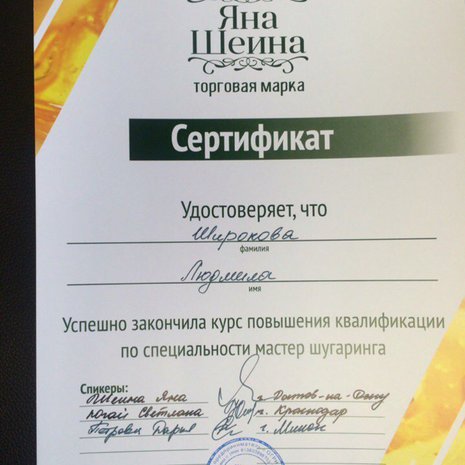 Яна
Шеина
торговая марка
Сертификат
Удостоверяет, что
Широкова
фамилия
Людмила
имя
Успешно закончила курс повышения квалификации
по специальности мастер шугаринга
Спикеры:
Шеина Яна г. Ростов-на-Дону
Югай Светлана г. Краснодар
Петрова Дарья г. Минск